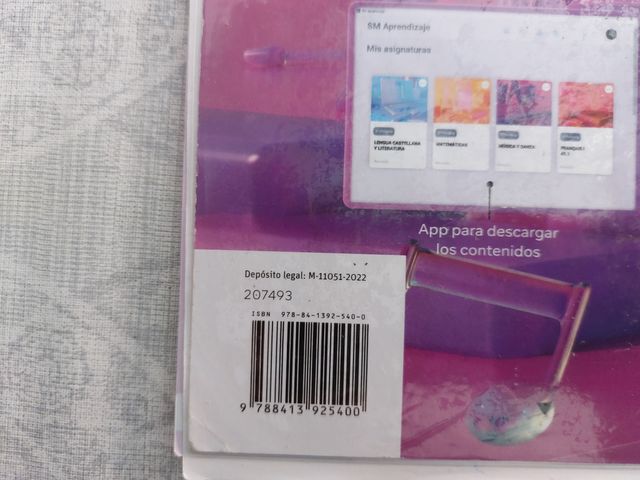 SM Aprendizaje
Mis asignaturas
LENGUA CASTELLANA
Y LITERATURA
MATEMÁTICAS
MÚSICA Y DANZA
FRANÇAIS
App para descargar
los contenidos
Depósito legal: M-11051-2022
207493
ISBN 978-84-1392-540-0
9 788413 925400